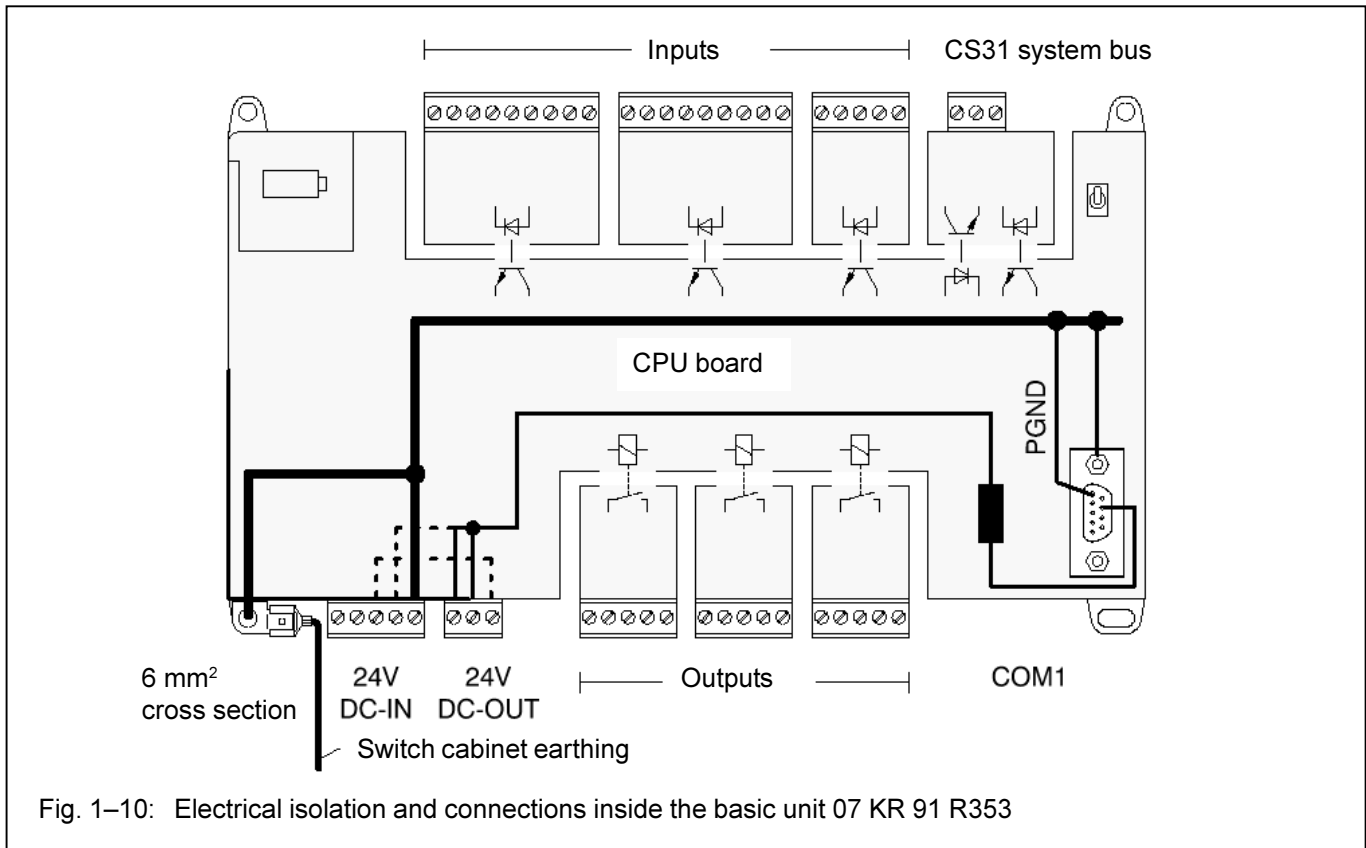 Inputs
CS31 system bus
CPU board
PGND
6 mm²
cross section
24V
DC-IN
24V
DC-OUT
Outputs
COM1
Switch cabinet earthing
Fig. 1–10: Electrical isolation and connections inside the basic unit 07 KR 91 R353